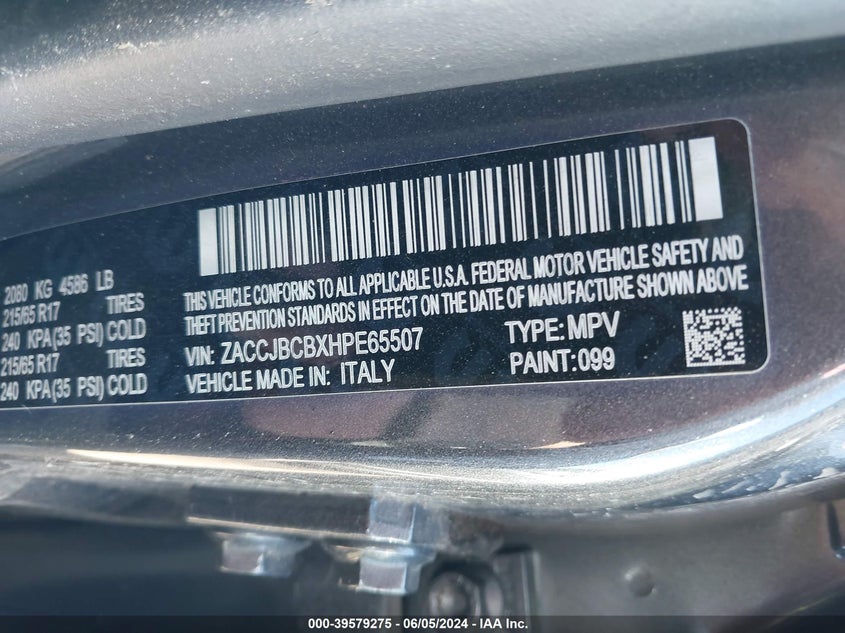 2080 KG 4586 LB
215/65 R17 TIRES
240 KPA(35 PSI) COLD
215/65 R17 TIRES
240 KPA(35 PSI) COLD
THIS VEHICLE CONFORMS TO ALL APPLICABLE U.S.A. FEDERAL MOTOR VEHICLE SAFETY AND
THEFT PREVENTION STANDARDS IN EFFECT ON THE DATE OF MANUFACTURE SHOWN ABOVE.
VIN: ZACCJBCBXHPE65507 TYPE: MPV
VEHICLE MADE IN: ITALY PAINT: 099
000-39579275 | 06/05/2024 | © IAA Inc.